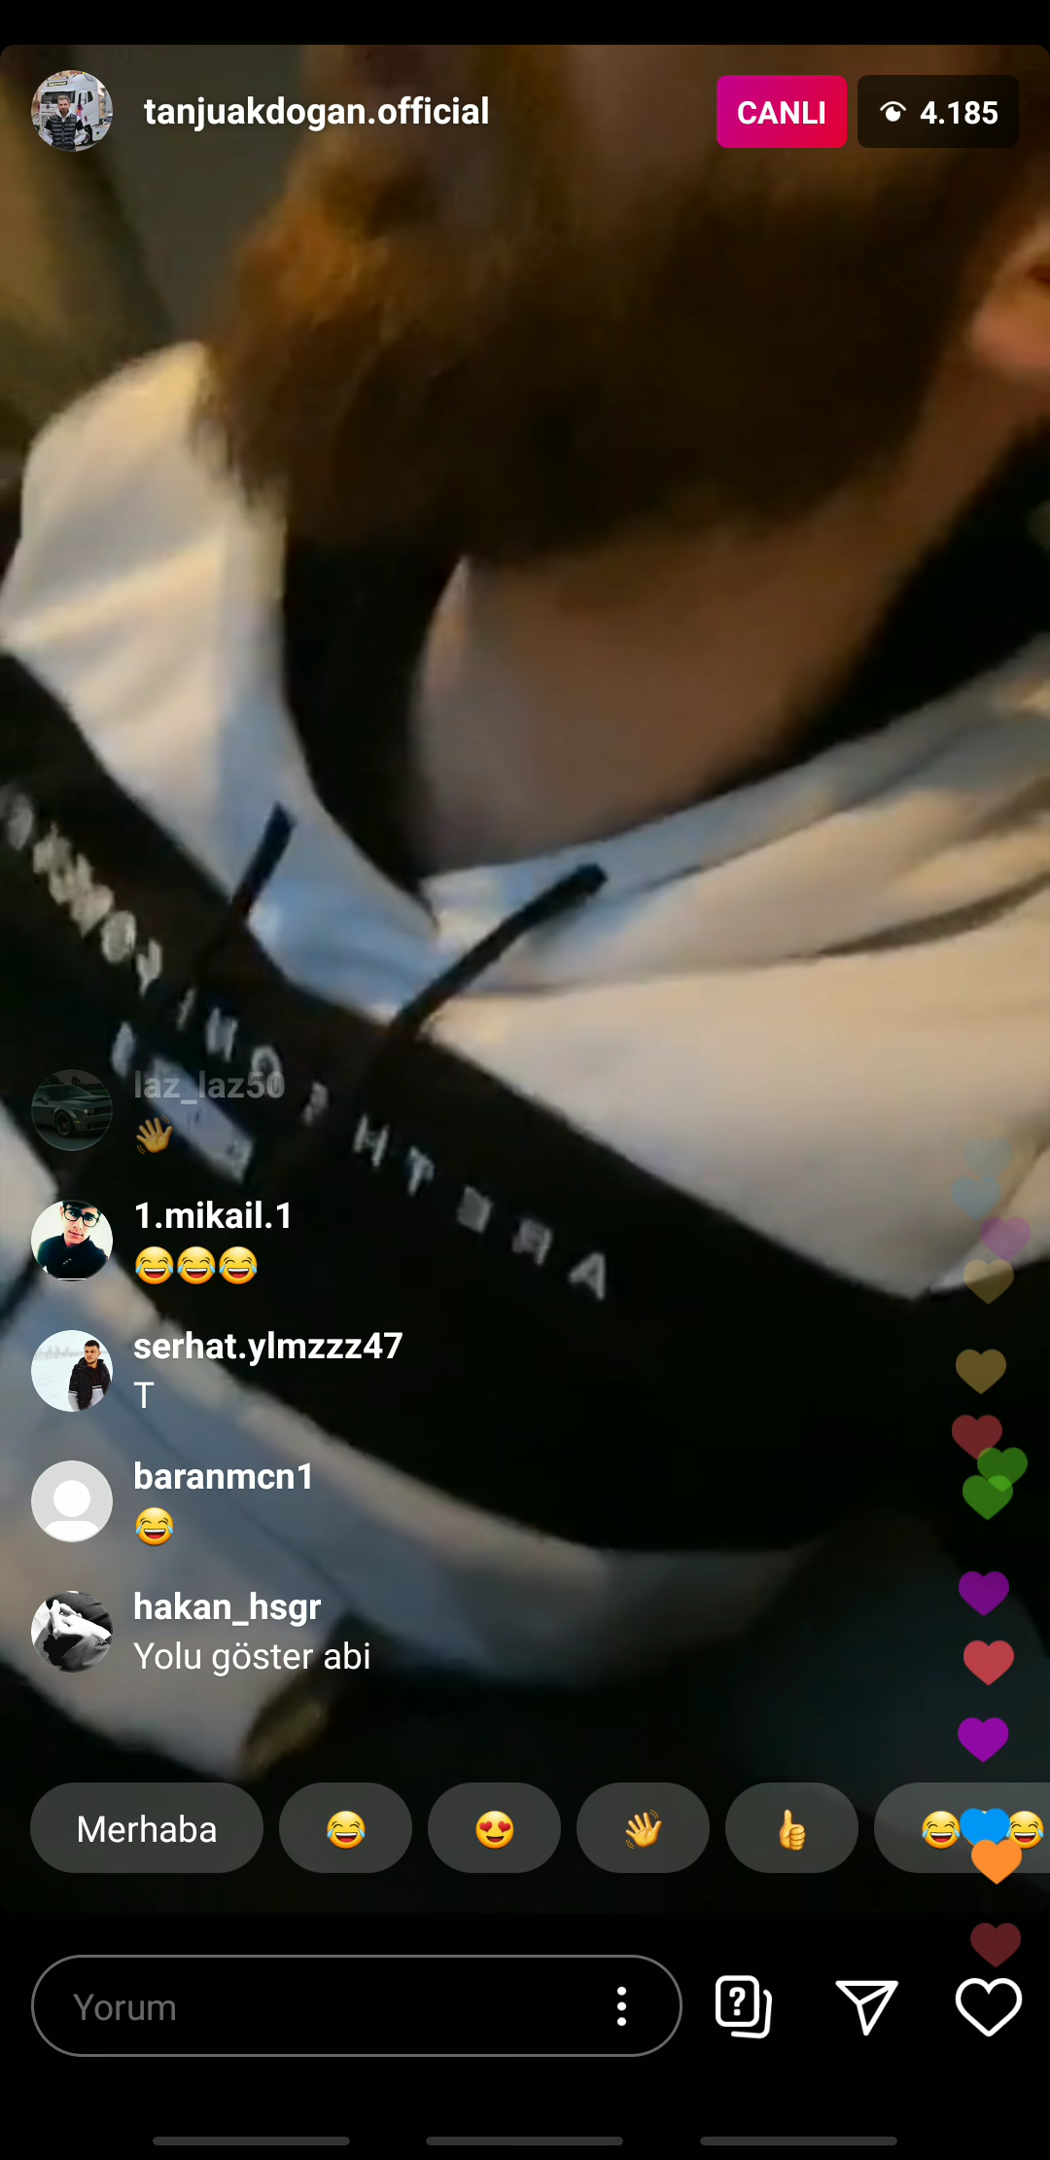 tanjuakdogan.official
CANLI
4.185
laz_laz50
👋
1.mikail.1
😂😂😂
serhat.ylmzzz47
T
baranmcn1
😂
hakan_hsgr
Yolu göster abi
Merhaba 😂 😍 👋 👍
Yorum